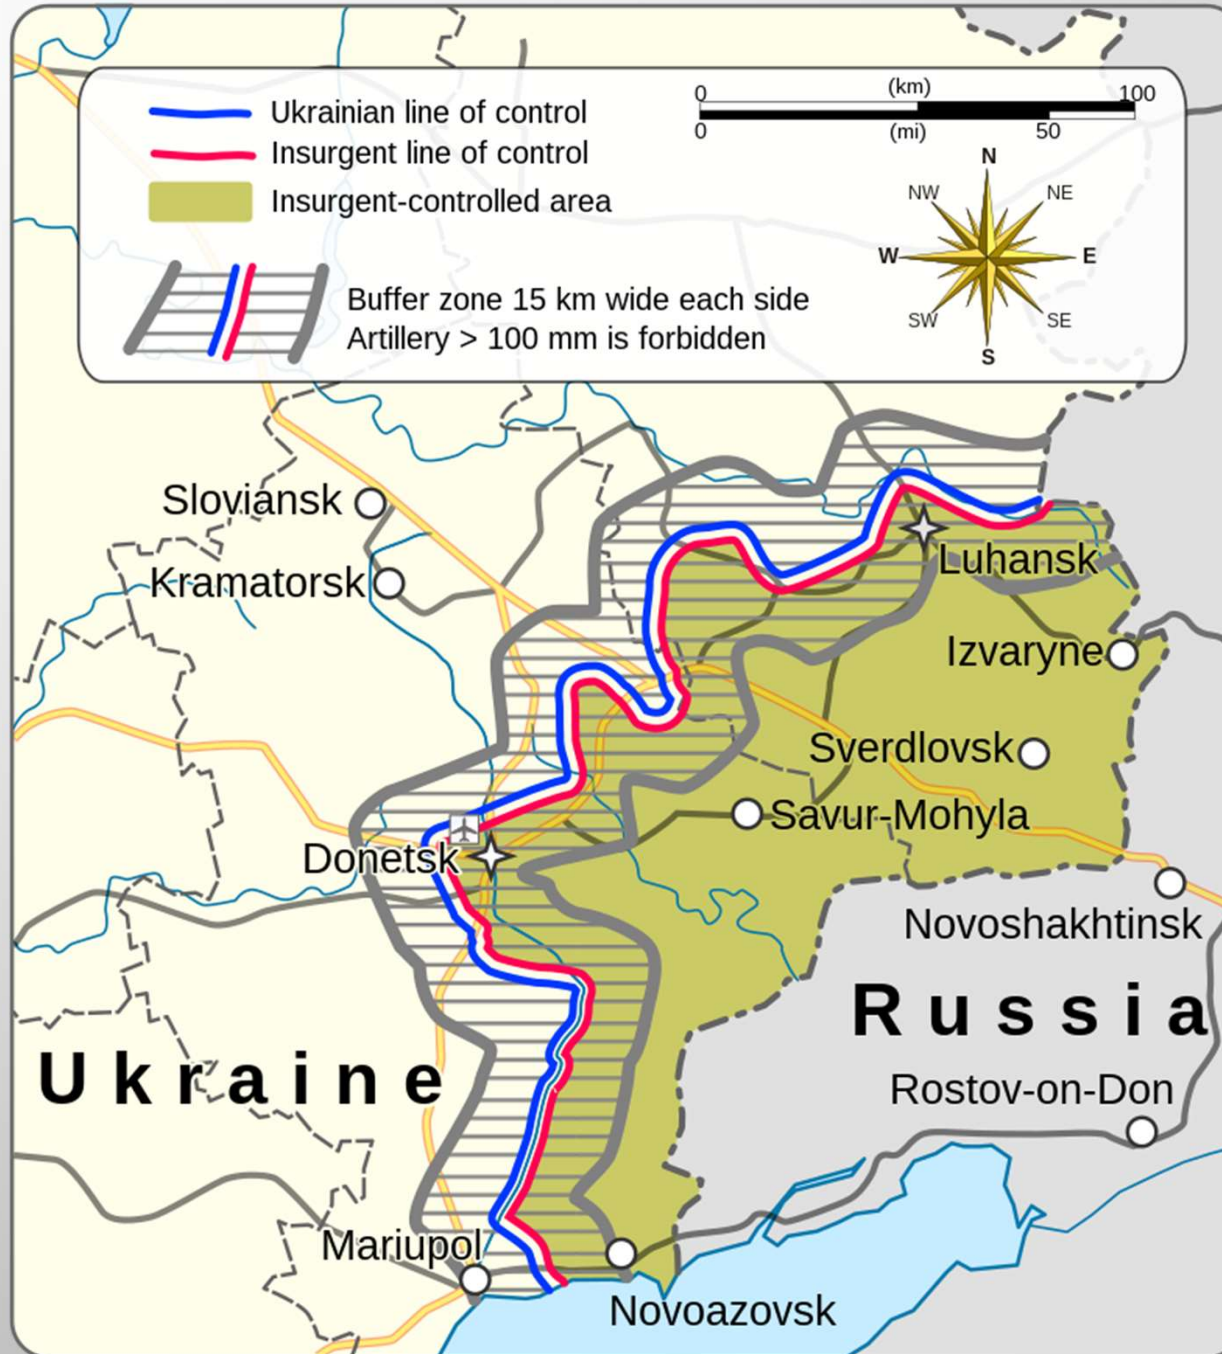 Ukrainian line of control
Insurgent line of control
Insurgent-controlled area
Buffer zone 15 km wide each side
Artillery > 100 mm is forbidden
0 (km) 100
0 (mi) 50
N
NW NE
W E
SW SE
S
Sloviansk
Kramatorsk
Luhansk
Izvaryne
Sverdlovsk
Savur-Mohyla
Donetsk
Novoshakhtinsk
Russia
Ukraine
Rostov-on-Don
Mariupol
Novoazovsk